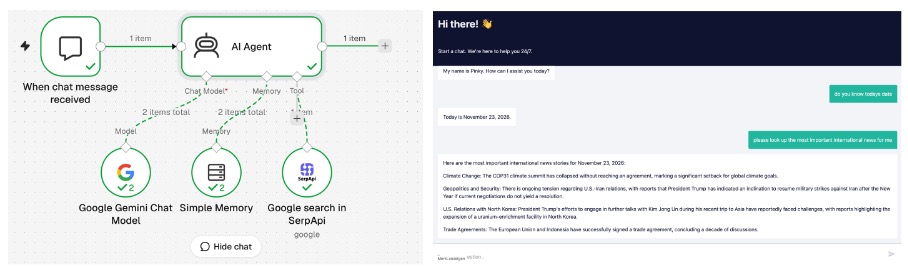 1 item
AI Agent
1 item
When chat message
received
Chat Model*
Memory
Tool
2 items total
2 items total
Model
Memory
2
2
SerpApi
Google Gemini Chat
Model
Simple Memory
Google search in
SerpApi
google
Hide chat
Hi there! 👋
Start a chat. We're here to help you 24/7.
My name is Pinky. How can I assist you today?
do you know todays date
Today is November 23, 2026.
please look up the most important international news for me
Here are the most important international news stories for November 23, 2026:
Climate Change: The COP31 climate summit has collapsed without reaching an agreement, marking a significant setback for global climate goals.
Geopolitics and Security: There is ongoing tension regarding U.S.-Iran relations, with reports that President Trump has indicated an inclination to resume military strikes against Iran after the New
Year if current negotiations do not yield a resolution.
U.S. Relations with North Korea: President Trump's efforts to engage in further talks with Kim Jong Un during his recent trip to Asia have reportedly faced challenges, with reports highlighting the
expansion of a uranium-enrichment facility in North Korea.
Trade Agreements: The European Union and Indonesia have successfully signed a trade agreement, concluding a decade of discussions.